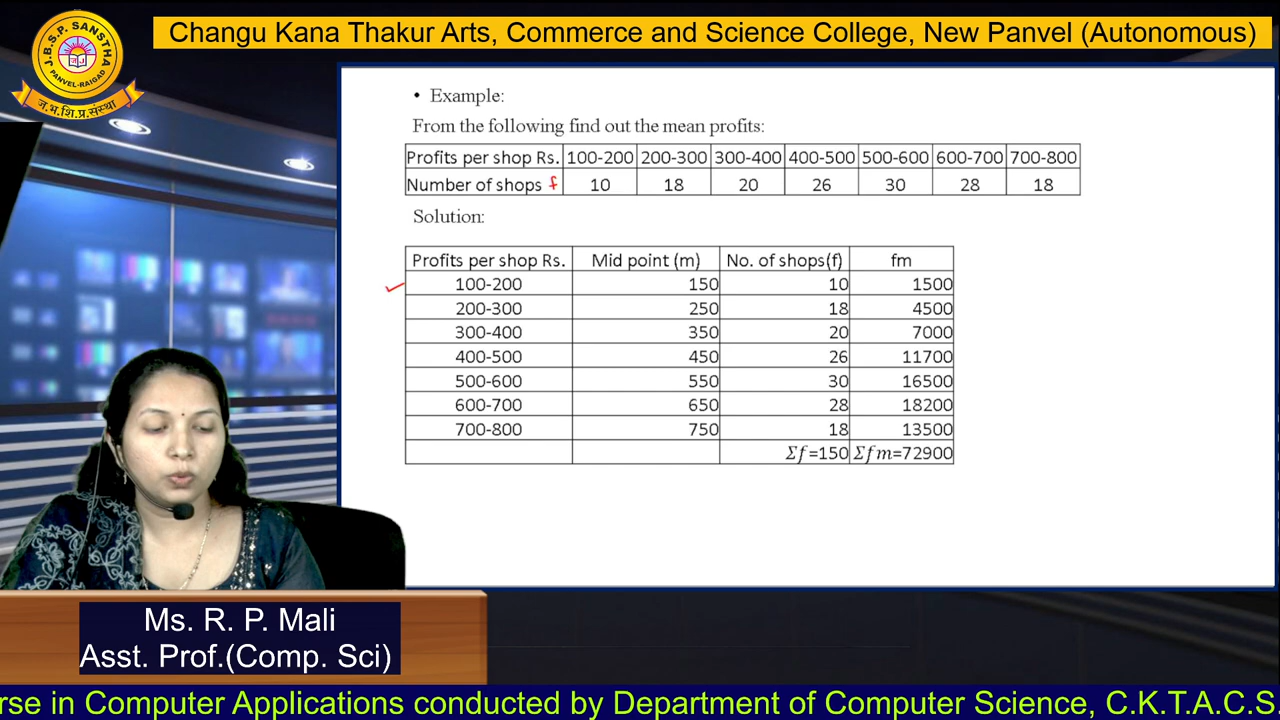 Changu Kana Thakur Arts, Commerce and Science College, New Panvel (Autonomous)
J.B.S.P. SANSTHA
PANVEL-RAIGAD
ज.भ.शि.प्र.संस्था
• Example:
From the following find out the mean profits:
Profits per shop Rs. 100-200 200-300 300-400 400-500 500-600 600-700 700-800
Number of shops f 10 18 20 26 30 28 18
Solution:
Profits per shop Rs. Mid point (m) No. of shops(f) fm
100-200 150 10 1500
200-300 250 18 4500
300-400 350 20 7000
400-500 450 26 11700
500-600 550 30 16500
600-700 650 28 18200
700-800 750 18 13500
Σf=150 Σfm=72900
Ms. R. P. Mali
Asst. Prof.(Comp. Sci)
rse in Computer Applications conducted by Department of Computer Science, C.K.T.A.C.S.